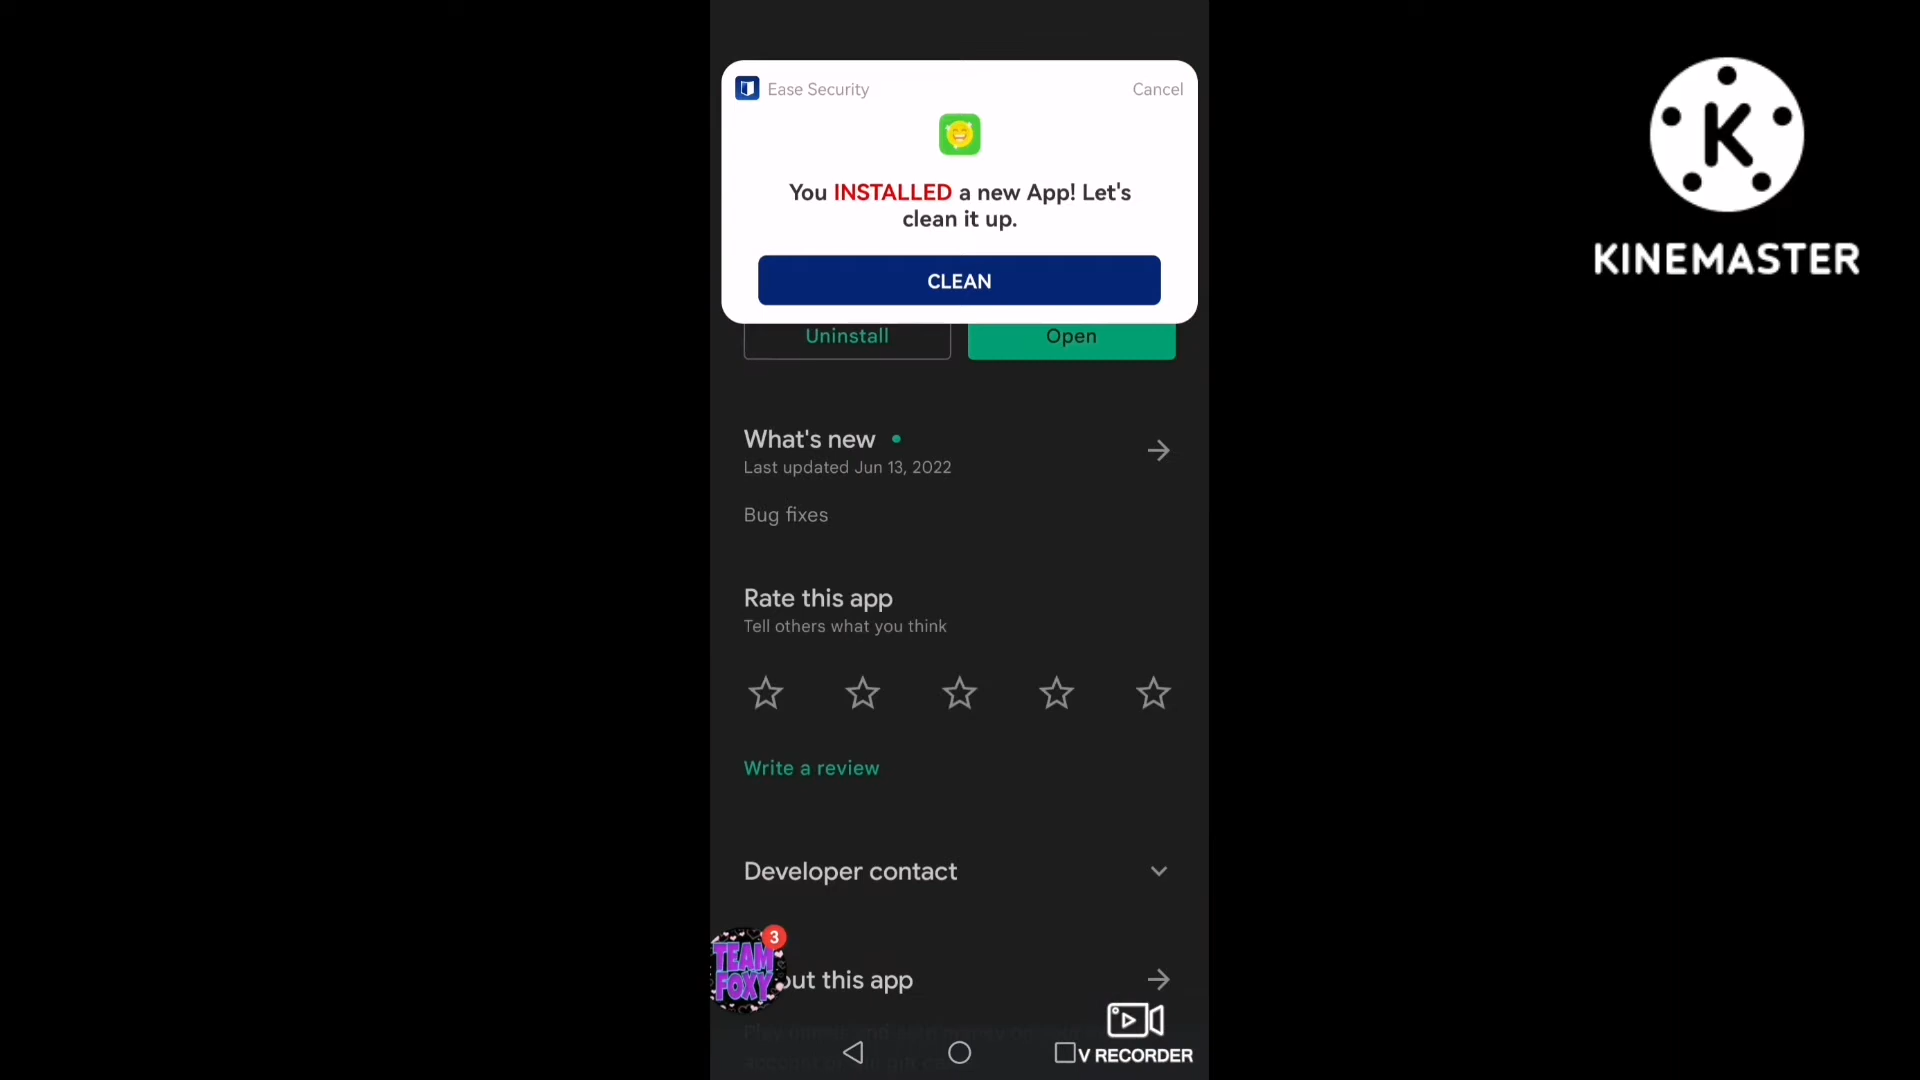 Ease Security
Cancel
You INSTALLED a new App! Let's
clean it up.
CLEAN
Uninstall
Open
What's new
Last updated Jun 13, 2022
Bug fixes
Rate this app
Tell others what you think
Write a review
Developer contact
3
TEAM
FOXY
out this app
V RECORDER
K
KINEMASTER